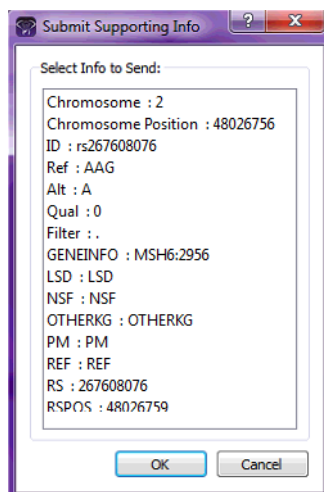 Submit Supporting Info
? X
Select Info to Send:
Chromosome : 2
Chromosome Position : 48026756
ID : rs267608076
Ref : AAG
Alt : A
Qual : 0
Filter : .
GENEINFO : MSH6:2956
LSD : LSD
NSF : NSF
OTHERKG : OTHERKG
PM : PM
REF : REF
RS : 267608076
RSPOS : 48026759
OK Cancel